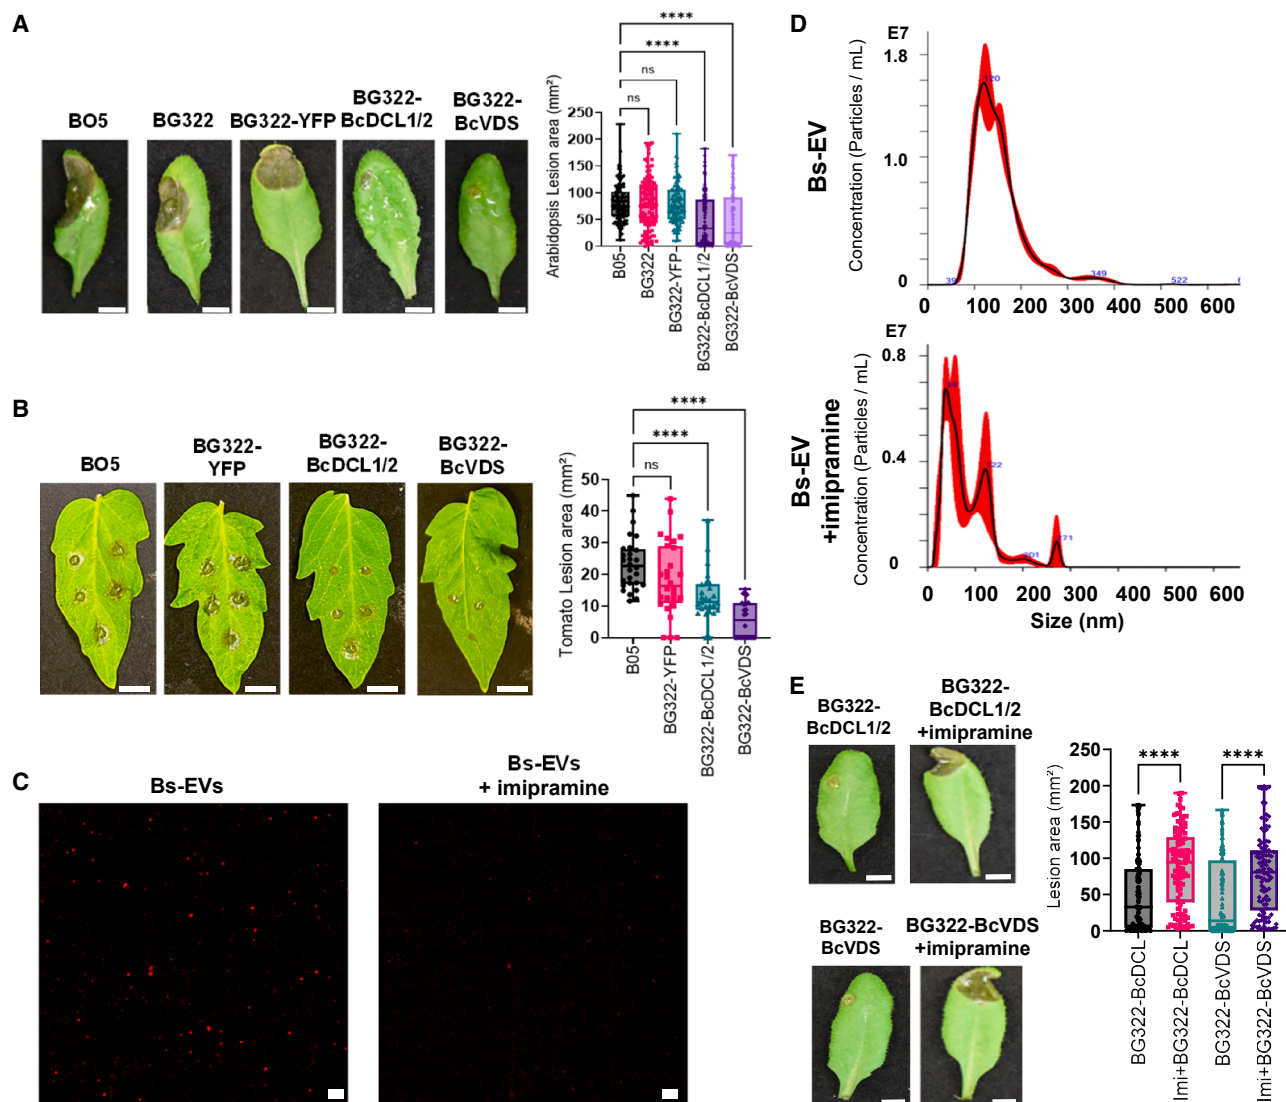 A
BO5
BG322
BG322-YFP
BG322-
BcDCL1/2
BG322-
BcVDS
Arabidopsis Lesion area (mm²)
250
200
150
100
50
0
ns
ns
****
****
B05
BG322
BG322-YFP
BG322-BcDCL1/2
BG322-BcVDS
B
BO5
BG322-
YFP
BG322-
BcDCL1/2
BG322-
BcVDS
Tomato Lesion area (mm²)
50
40
30
20
10
0
ns
****
****
B05
BG322-YFP
BG322-BcDCL1/2
BG322-BcVDS
C
Bs-EVs
Bs-EVs
+ imipramine
D
Bs-EV
Concentration (Particles / mL)
E7
1.8
1.0
0
39
120
349
522
0 100 200 300 400 500 600
Bs-EV
+imipramine
Concentration (Particles / mL)
E7
0.8
0.4
0
122
201
271
0 100 200 300 400 500 600
Size (nm)
E
BG322-
BcDCL1/2
BG322-
BcDCL1/2
+imipramine
BG322-
BcVDS
BG322-BcVDS
+imipramine
Lesion area (mm²)
250
200
150
100
50
0
****
****
BG322-BcDCL
Imi+BG322-BcDCL
BG322-BcVDS
Imi+BG322-BcVDS